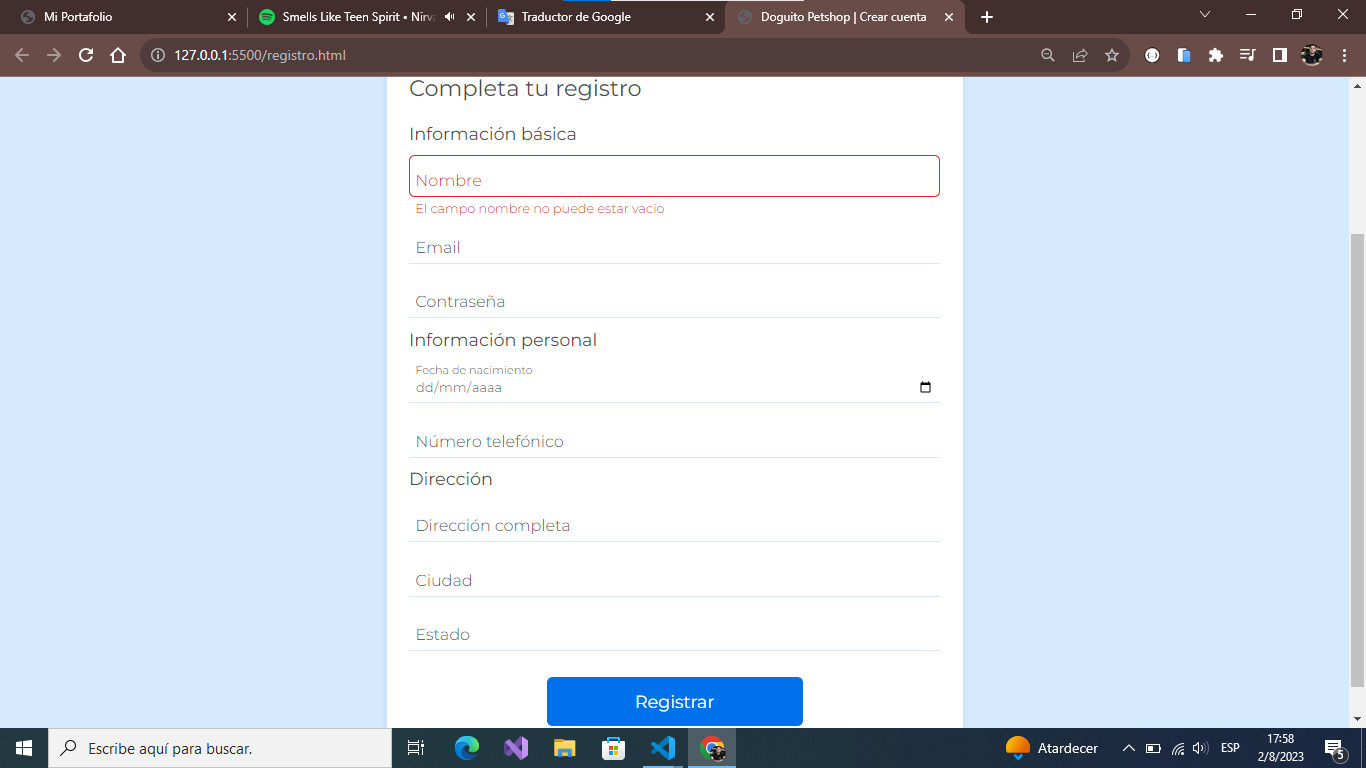 Mi Portafolio
Smells Like Teen Spirit • Nirv
Traductor de Google
Doguito Petshop | Crear cuenta
127.0.0.1:5500/registro.html
Completa tu registro
Información básica
Nombre
El campo nombre no puede estar vacío
Email
Contraseña
Información personal
Fecha de nacimiento
dd/mm/aaaa
Número telefónico
Dirección
Dirección completa
Ciudad
Estado
Registrar
Escribe aquí para buscar.
Atardecer
ESP
17:58
2/8/2023
5